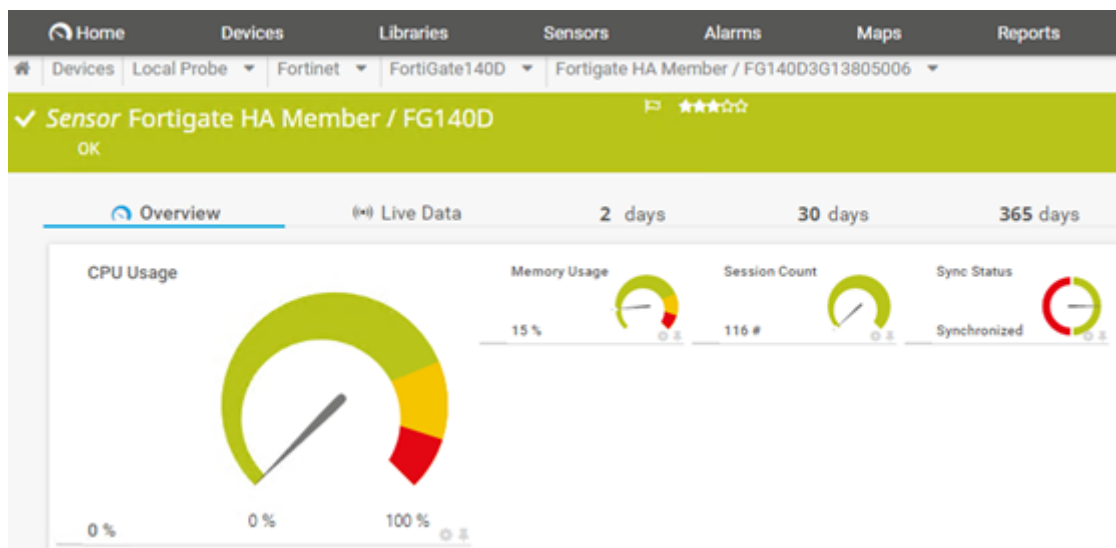 Home Devices Libraries Sensors Alarms Maps Reports
Devices Local Probe Fortinet FortiGate140D Fortigate HA Member / FG140D3G13805006
Sensor Fortigate HA Member / FG140D
OK
Overview Live Data 2 days 30 days 365 days
CPU Usage
0 %
0 % 100 %
Memory Usage
15 %
Session Count
116 #
Sync Status
Synchronized